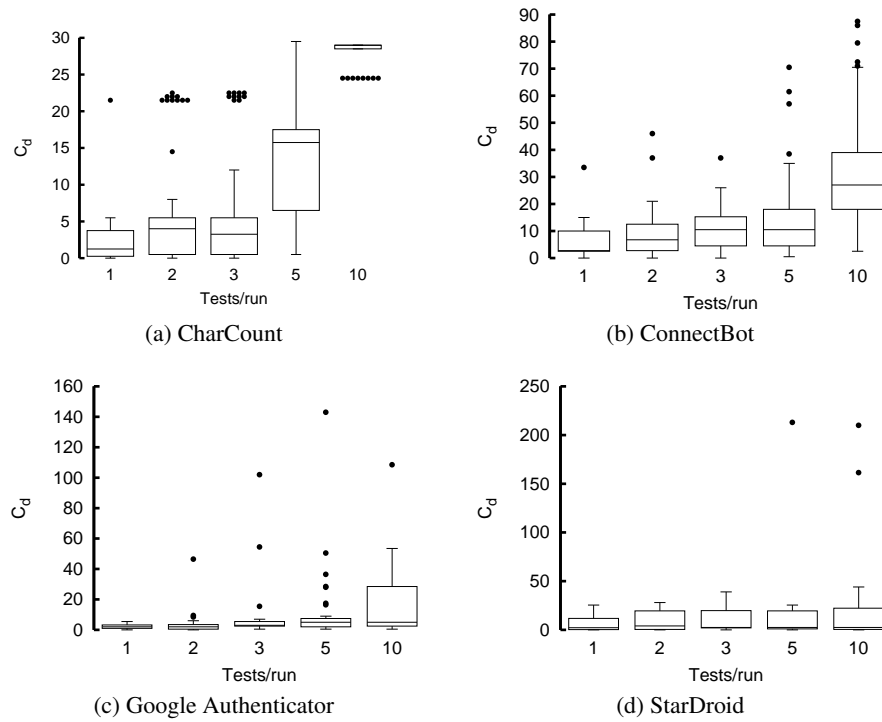 30
25
20
15
10
5
0
C_d
1 2 3 5 10
Tests/run
(a) CharCount
90
80
70
60
50
40
30
20
10
0
C_d
1 2 3 5 10
Tests/run
(b) ConnectBot
160
140
120
100
80
60
40
20
0
C_d
1 2 3 5 10
Tests/run
(c) Google Authenticator
250
200
150
100
50
0
C_d
1 2 3 5 10
Tests/run
(d) StarDroid